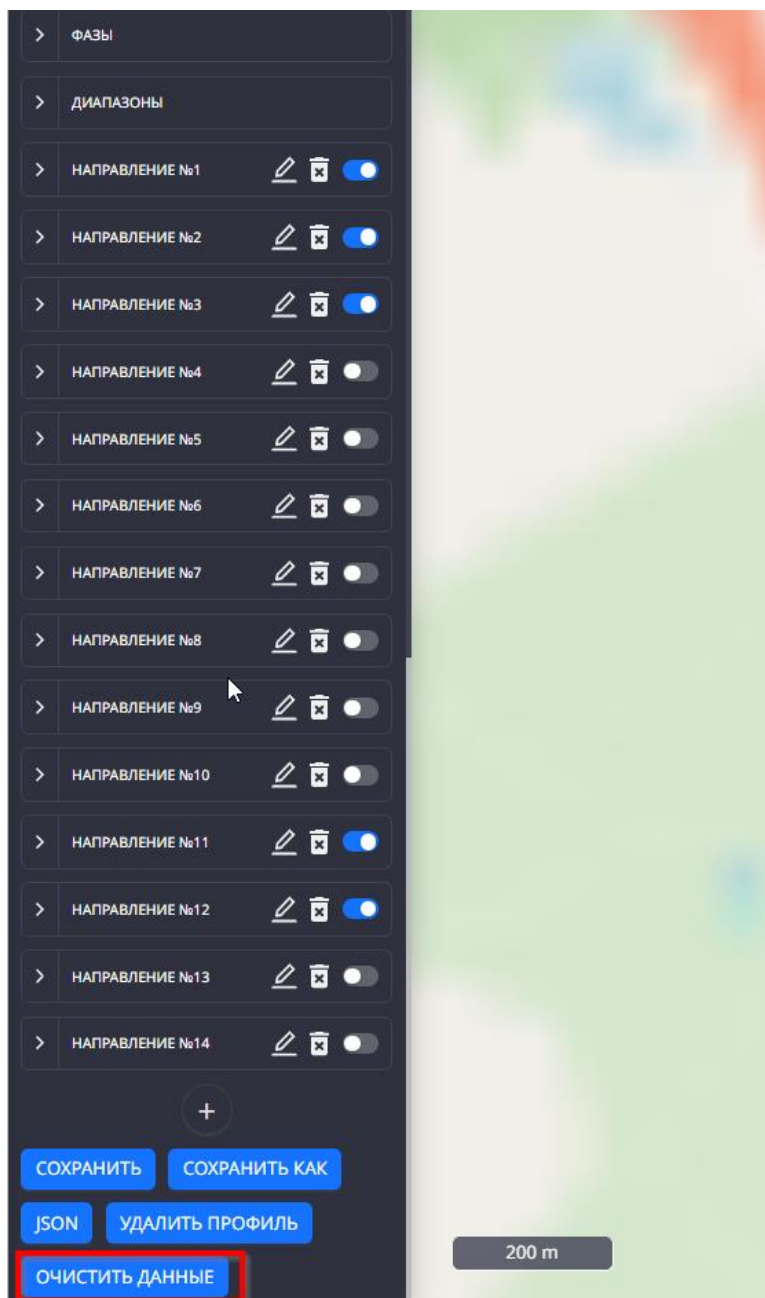 ФАЗЫ
ДИАПАЗОНЫ
НАПРАВЛЕНИЕ №1
НАПРАВЛЕНИЕ №2
НАПРАВЛЕНИЕ №3
НАПРАВЛЕНИЕ №4
НАПРАВЛЕНИЕ №5
НАПРАВЛЕНИЕ №6
НАПРАВЛЕНИЕ №7
НАПРАВЛЕНИЕ №8
НАПРАВЛЕНИЕ №9
НАПРАВЛЕНИЕ №10
НАПРАВЛЕНИЕ №11
НАПРАВЛЕНИЕ №12
НАПРАВЛЕНИЕ №13
НАПРАВЛЕНИЕ №14
+
СОХРАНИТЬ СОХРАНИТЬ КАК
JSON УДАЛИТЬ ПРОФИЛЬ
ОЧИСТИТЬ ДАННЫЕ
200 m